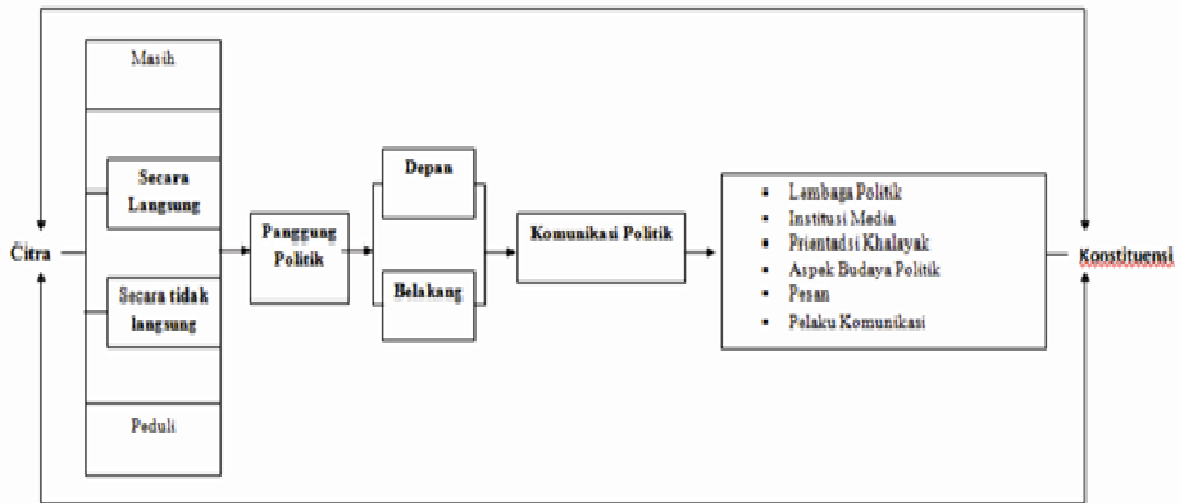 Masih
Secara
Langsung
Secara tidak
langsung
Peduli
Citra
Panggung
Politik
Depan
Belakang
Komunikasi Politik
Lembaga Politik
Institusi Media
Prientadsi Khalayak
Aspek Budaya Politik
Pesan
Pelaku Komunikasi
Konstituensi